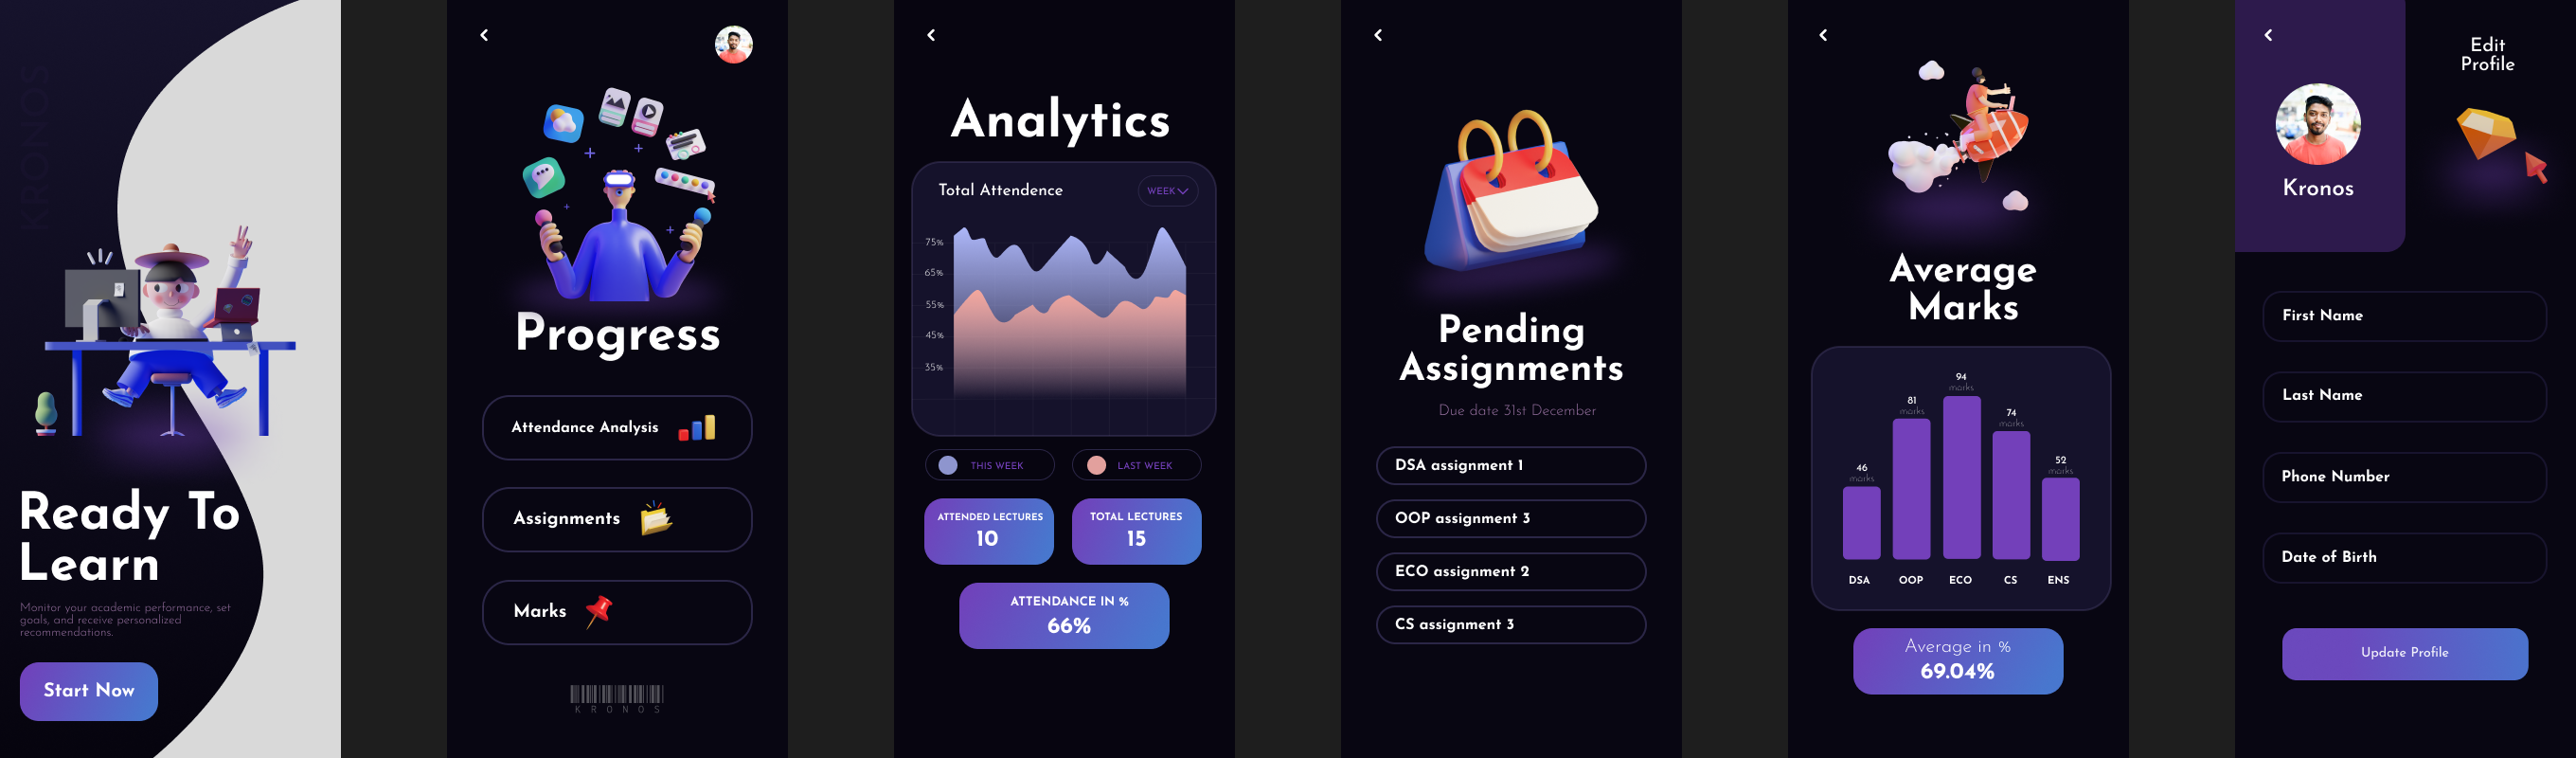 KRONOS
Ready To
Learn
Monitor your academic performance, set
goals, and receive personalized
recommendations.
Start Now
Progress
Attendance Analysis
Assignments
Marks
KRONOS
Analytics
Total Attendence
WEEK
75%
65%
55%
45%
35%
THIS WEEK
LAST WEEK
ATTENDED LECTURES
10
TOTAL LECTURES
15
ATTENDANCE IN %
66%
Pending
Assignments
Due date 31st December
DSA assignment 1
OOP assignment 3
ECO assignment 2
CS assignment 3
Average
Marks
46
marks
81
marks
94
marks
74
marks
52
marks
DSA
OOP
ECO
CS
ENS
Average in %
69.04%
Kronos
Edit
Profile
First Name
Last Name
Phone Number
Date of Birth
Update Profile